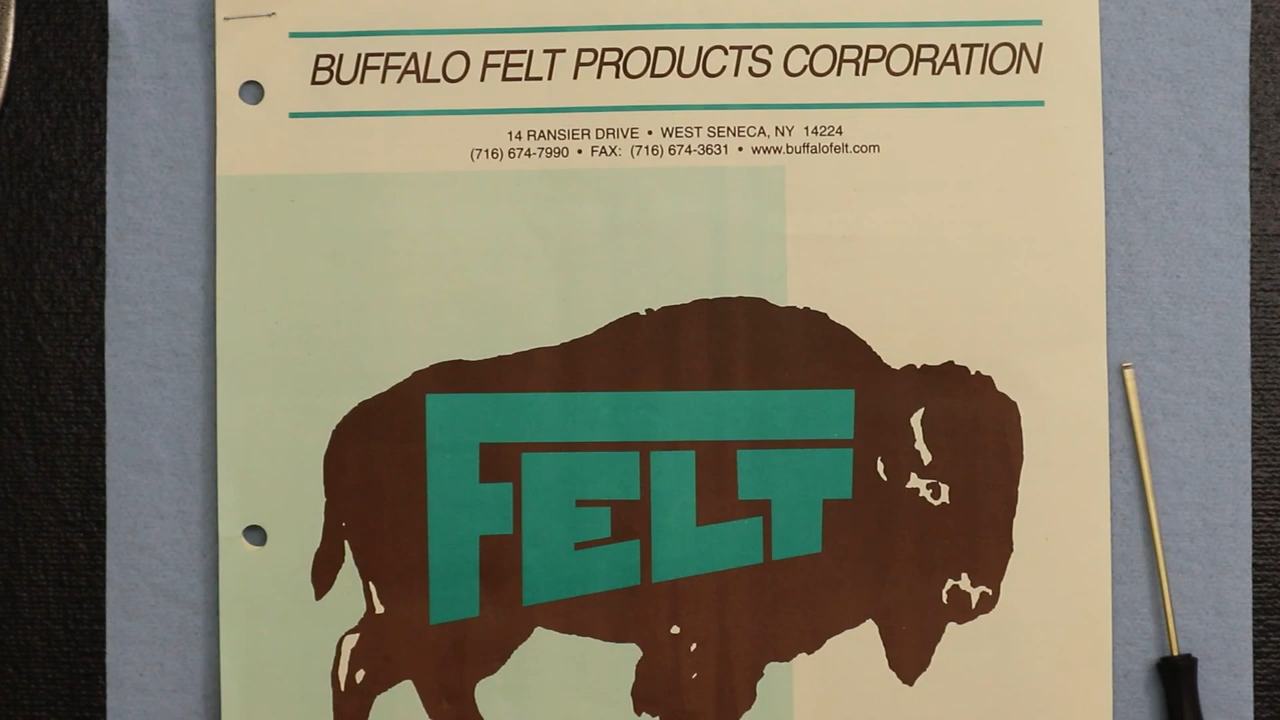 BUFFALO FELT PRODUCTS CORPORATION
14 RANSIER DRIVE • WEST SENECA, NY 14224
(716) 674-7990 • FAX: (716) 674-3631 • www.buffalofelt.com
FELT